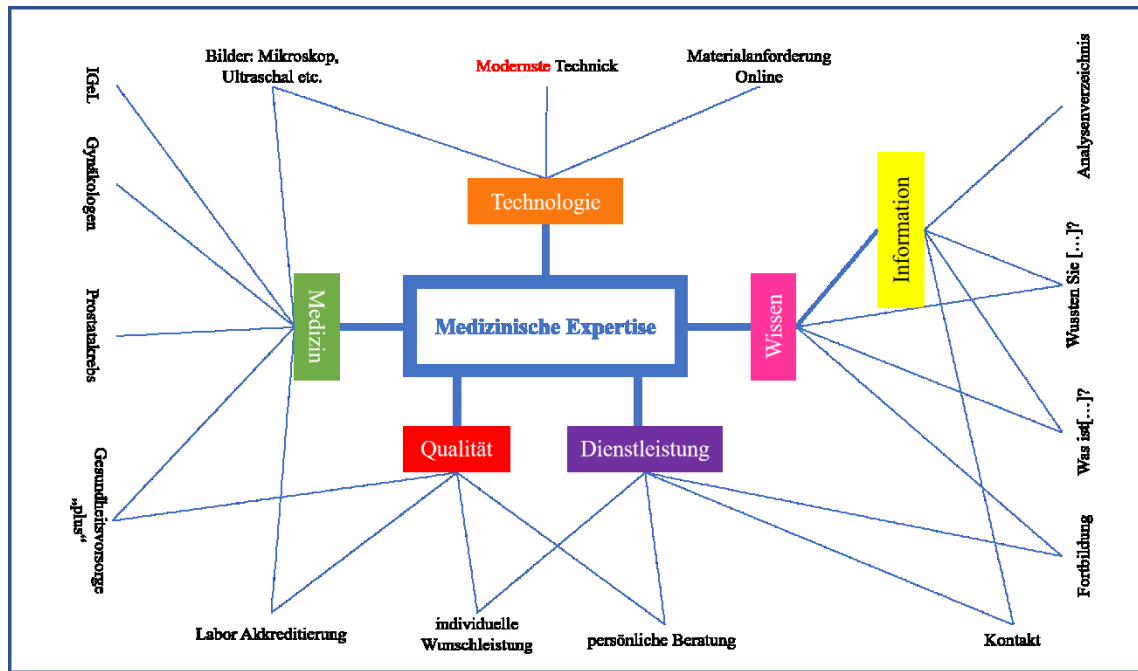 Bilder: Mikroskop,
Ultraschal etc.
Modernste Technick
Materialanforderung
Online
IGeL
Gynäkologen
Prostatakrebs
Gesundheitsvorsorge
„plus“
Technologie
Medizin
Medizinische Expertise
Wissen
Information
Qualität
Dienstleistung
Analysenverzeichnis
Wussten Sie [...]?
Was ist[...]?
Fortbildung
Labor Akkreditierung
individuelle
Wunschleistung
persönliche Beratung
Kontakt